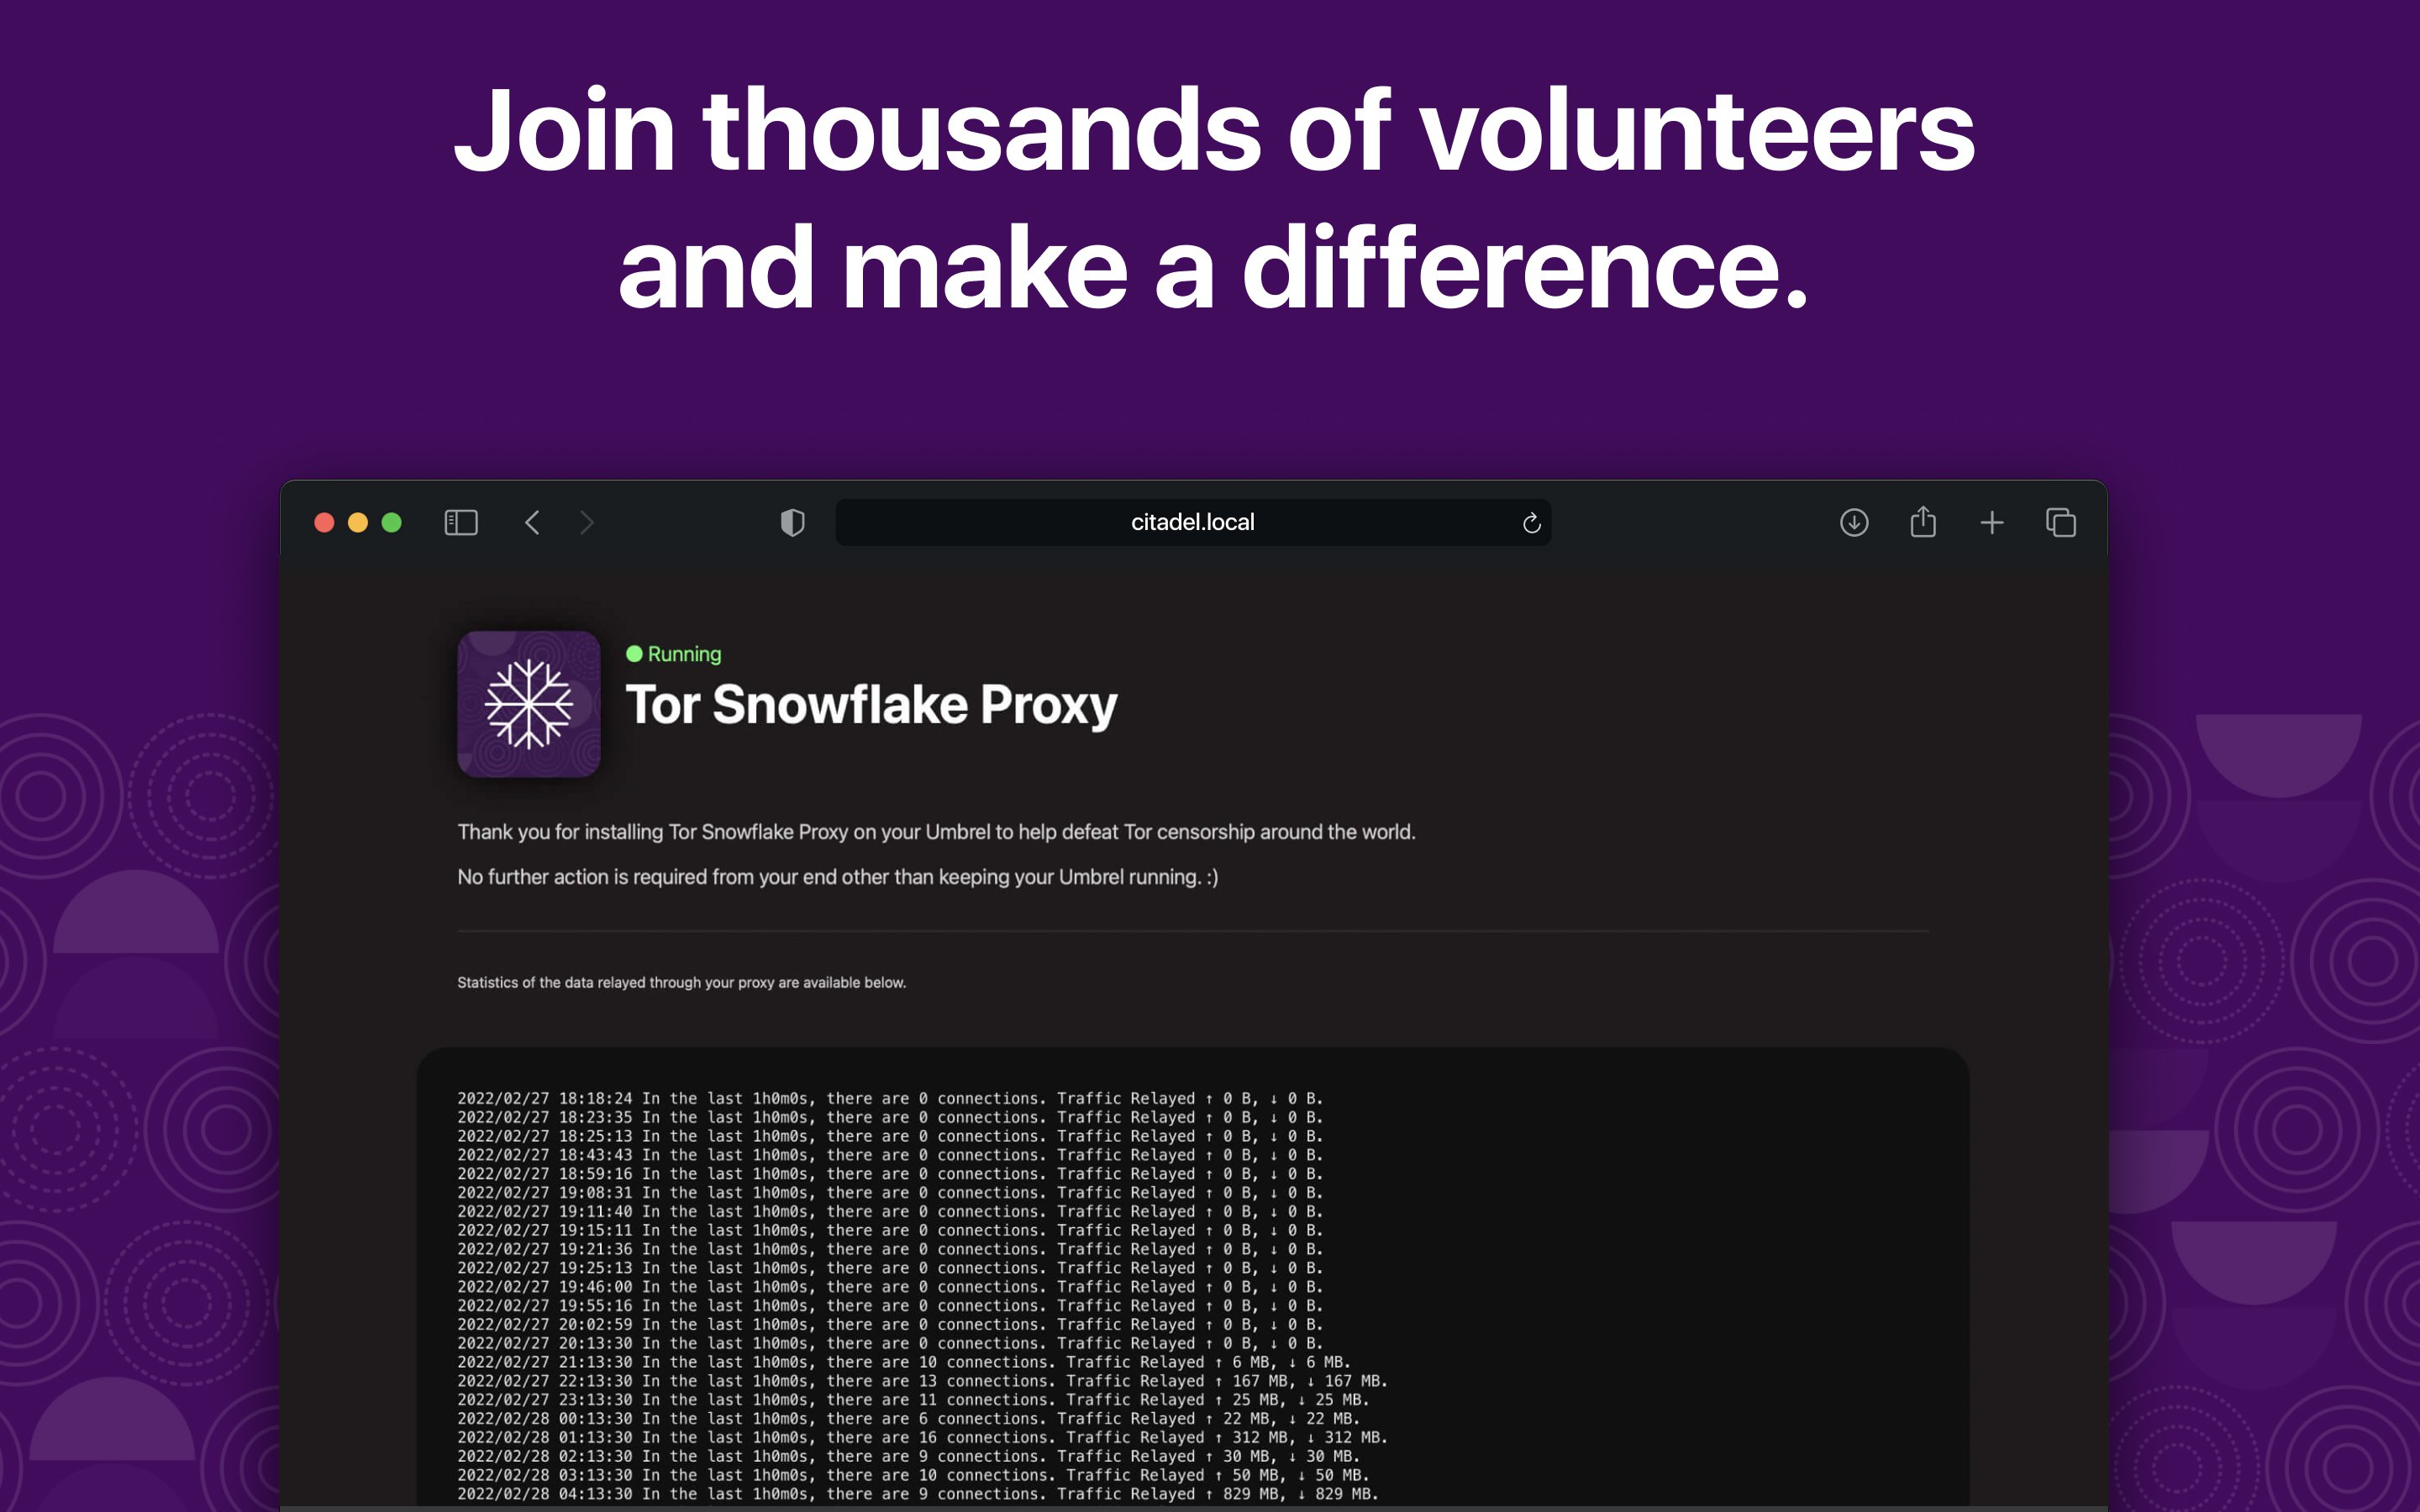 Join thousands of volunteers
and make a difference.
citadel.local
Running
Tor Snowflake Proxy
Thank you for installing Tor Snowflake Proxy on your Umbrel to help defeat Tor censorship around the world.
No further action is required from your end other than keeping your Umbrel running. :)
Statistics of the data relayed through your proxy are available below.
2022/02/27 18:18:24 In the last 1h0m0s, there are 0 connections. Traffic Relayed ↑ 0 B, ↓ 0 B.
2022/02/27 18:23:35 In the last 1h0m0s, there are 0 connections. Traffic Relayed ↑ 0 B, ↓ 0 B.
2022/02/27 18:25:13 In the last 1h0m0s, there are 0 connections. Traffic Relayed ↑ 0 B, ↓ 0 B.
2022/02/27 18:43:43 In the last 1h0m0s, there are 0 connections. Traffic Relayed ↑ 0 B, ↓ 0 B.
2022/02/27 18:59:16 In the last 1h0m0s, there are 0 connections. Traffic Relayed ↑ 0 B, ↓ 0 B.
2022/02/27 19:08:31 In the last 1h0m0s, there are 0 connections. Traffic Relayed ↑ 0 B, ↓ 0 B.
2022/02/27 19:11:40 In the last 1h0m0s, there are 0 connections. Traffic Relayed ↑ 0 B, ↓ 0 B.
2022/02/27 19:15:11 In the last 1h0m0s, there are 0 connections. Traffic Relayed ↑ 0 B, ↓ 0 B.
2022/02/27 19:21:36 In the last 1h0m0s, there are 0 connections. Traffic Relayed ↑ 0 B, ↓ 0 B.
2022/02/27 19:25:13 In the last 1h0m0s, there are 0 connections. Traffic Relayed ↑ 0 B, ↓ 0 B.
2022/02/27 19:46:00 In the last 1h0m0s, there are 0 connections. Traffic Relayed ↑ 0 B, ↓ 0 B.
2022/02/27 19:55:16 In the last 1h0m0s, there are 0 connections. Traffic Relayed ↑ 0 B, ↓ 0 B.
2022/02/27 20:02:59 In the last 1h0m0s, there are 0 connections. Traffic Relayed ↑ 0 B, ↓ 0 B.
2022/02/27 20:13:30 In the last 1h0m0s, there are 0 connections. Traffic Relayed ↑ 0 B, ↓ 0 B.
2022/02/27 21:13:30 In the last 1h0m0s, there are 10 connections. Traffic Relayed ↑ 6 MB, ↓ 6 MB.
2022/02/27 22:13:30 In the last 1h0m0s, there are 13 connections. Traffic Relayed ↑ 167 MB, ↓ 167 MB.
2022/02/27 23:13:30 In the last 1h0m0s, there are 11 connections. Traffic Relayed ↑ 25 MB, ↓ 25 MB.
2022/02/28 00:13:30 In the last 1h0m0s, there are 6 connections. Traffic Relayed ↑ 22 MB, ↓ 22 MB.
2022/02/28 01:13:30 In the last 1h0m0s, there are 16 connections. Traffic Relayed ↑ 312 MB, ↓ 312 MB.
2022/02/28 02:13:30 In the last 1h0m0s, there are 9 connections. Traffic Relayed ↑ 30 MB, ↓ 30 MB.
2022/02/28 03:13:30 In the last 1h0m0s, there are 10 connections. Traffic Relayed ↑ 50 MB, ↓ 50 MB.
2022/02/28 04:13:30 In the last 1h0m0s, there are 9 connections. Traffic Relayed ↑ 829 MB, ↓ 829 MB.